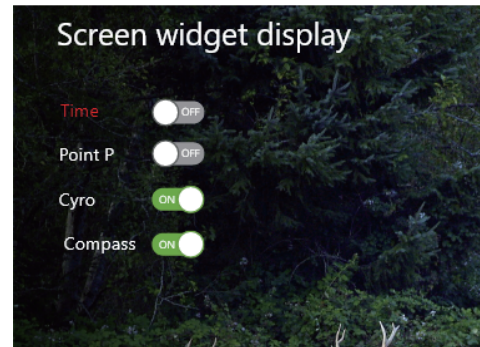 Screen widget display
Time OFF
Point P OFF
Cyro ON
Compass ON